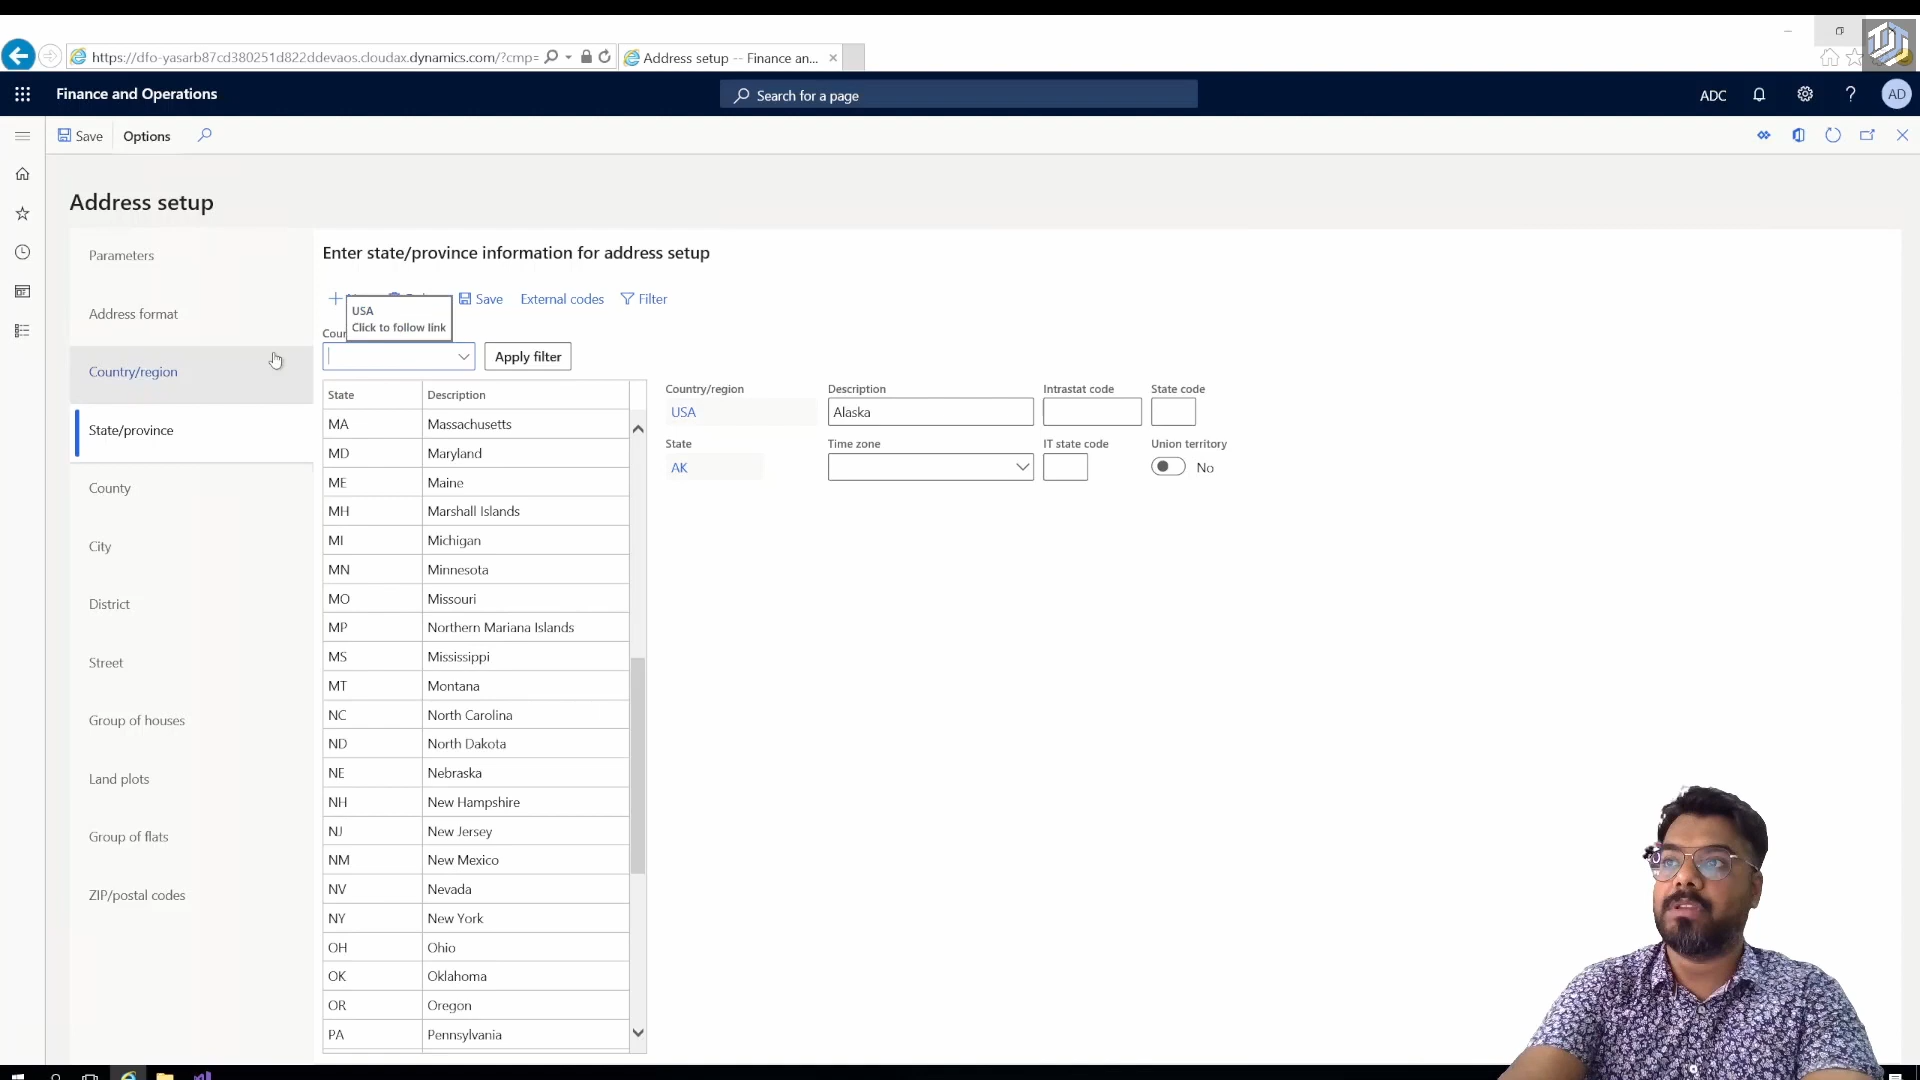 https://dfo-yasarb87cd380251d822ddevaos.cloudax.dynamics.com/?cmp=
Address setup -- Finance an...
Finance and Operations
Search for a page
ADC
?
AD
Save
Options
Address setup
Parameters
Address format
Country/region
State/province
County
City
District
Street
Group of houses
Land plots
Group of flats
ZIP/postal codes
Enter state/province information for address setup
Save
External codes
Filter
USA
Click to follow link
Cour
Apply filter
State Description
MA Massachusetts
MD Maryland
ME Maine
MH Marshall Islands
MI Michigan
MN Minnesota
MO Missouri
MP Northern Mariana Islands
MS Mississippi
MT Montana
NC North Carolina
ND North Dakota
NE Nebraska
NH New Hampshire
NJ New Jersey
NM New Mexico
NV Nevada
NY New York
OH Ohio
OK Oklahoma
OR Oregon
PA Pennsylvania
Country/region Description Intrastat code State code
USA Alaska
State Time zone IT state code Union territory
AK No